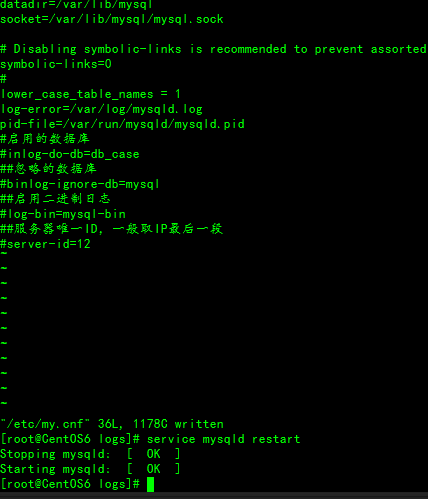 datadir=/var/lib/mysql
socket=/var/lib/mysql/mysql.sock
# Disabling symbolic-links is recommended to prevent assorted
symbolic-links=0
#
lower_case_table_names = 1
log-error=/var/log/mysqld.log
pid-file=/var/run/mysqld/mysqld.pid
#启用的数据库
#inlog-do-db=db_case
##忽略的数据库
#binlog-ignore-db=mysql
##启用二进制日志
#log-bin=mysql-bin
##服务器唯一ID, 一般取IP最后一段
#server-id=12
~
~
~
~
~
~
~
~
~
~
~
"/etc/my.cnf" 36L, 1178C written
[root@CentOS6 logs]# service mysqld restart
Stopping mysqld:  [  OK  ]
Starting mysqld:  [  OK  ]
[root@CentOS6 logs]#